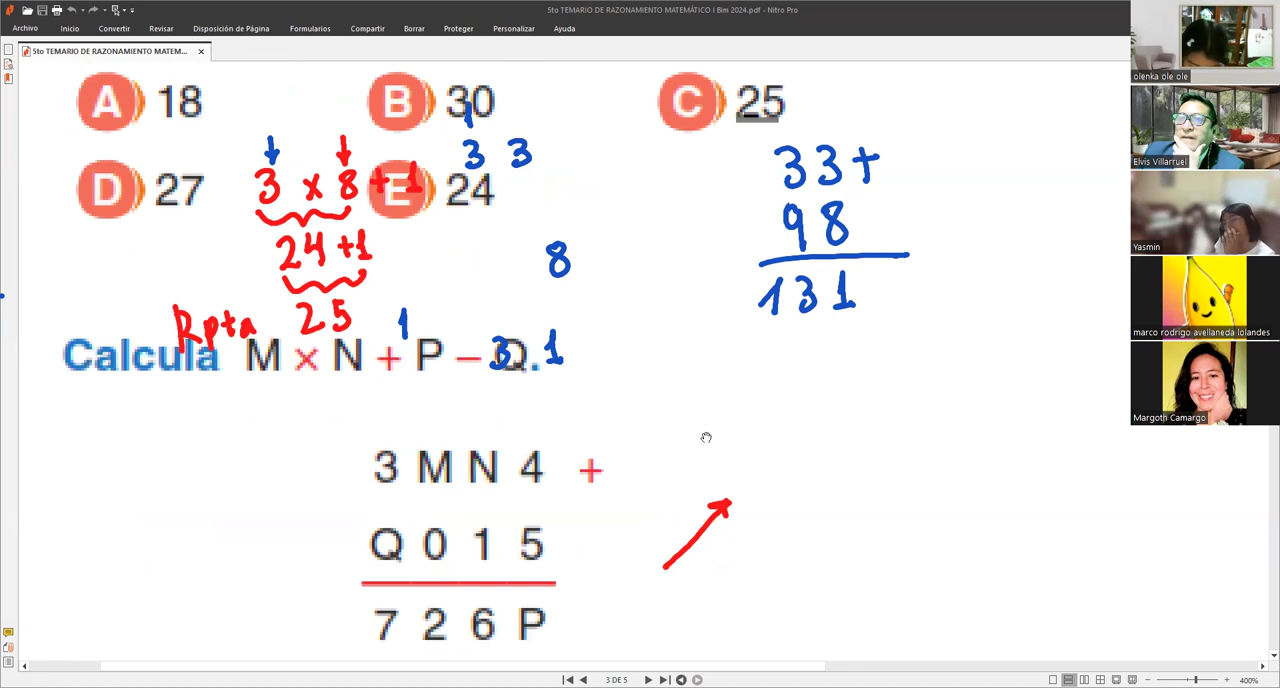 5to TEMARIO DE RAZONAMIENTO MATEMÁTICO I Bim 2024.pdf - Nitro Pro
Archivo Inicio Convertir Revisar Disposición de Página Formularios Compartir Borrar Proteger Personalizar Ayuda
5to TEMARIO DE RAZONAMIENTO MATEM... ×
A) 18 B) 30 C) 25
D) 27 E) 24
3 x 8 + 1
24 + 1
Rpta 25
1
3 3
8
1
3 1
33+
98
131
Calcula M × N + P − Q.
3 M N 4 +
Q 0 1 5
7 2 6 P
olenka ole ole
Elvis Villarruel
Yasmin
marco rodrigo avellaneda lolandes
Margoth Camargo
3 DE 5
400%